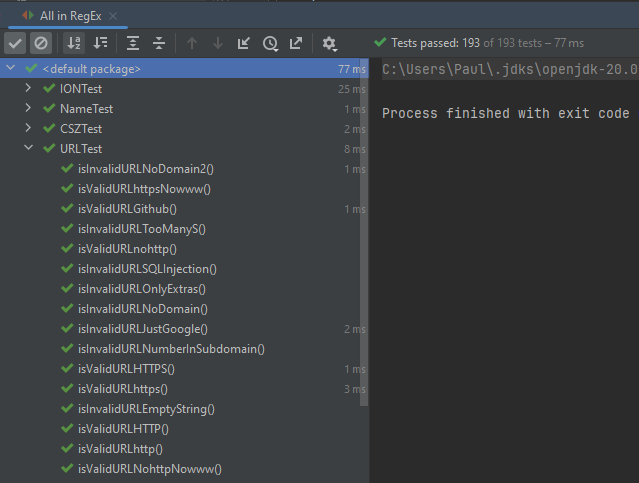 All in RegEx
Tests passed: 193 of 193 tests – 77 ms
<default package> 77 ms
IONTest 25 ms
NameTest 1 ms
CSZTest 2 ms
URLTest 8 ms
isInvalidURLNoDomain2() 1 ms
isValidURLhttpsNowww()
isValidURLGithub() 1 ms
isInvalidURLTooManyS()
isValidURLnohttp()
isInvalidURLSQLInjection()
isInvalidURLOnlyExtras()
isInvalidURLNoDomain()
isInvalidURLJustGoogle() 2 ms
isInvalidURLNumberInSubdomain()
isValidURLHTTPS() 1 ms
isValidURLhttps() 3 ms
isInvalidURLEmptyString()
isValidURLHTTP()
isValidURLhttp()
isValidURLNohttpNowww()
C:\Users\Paul\.jdks\openjdk-20.0
Process finished with exit code